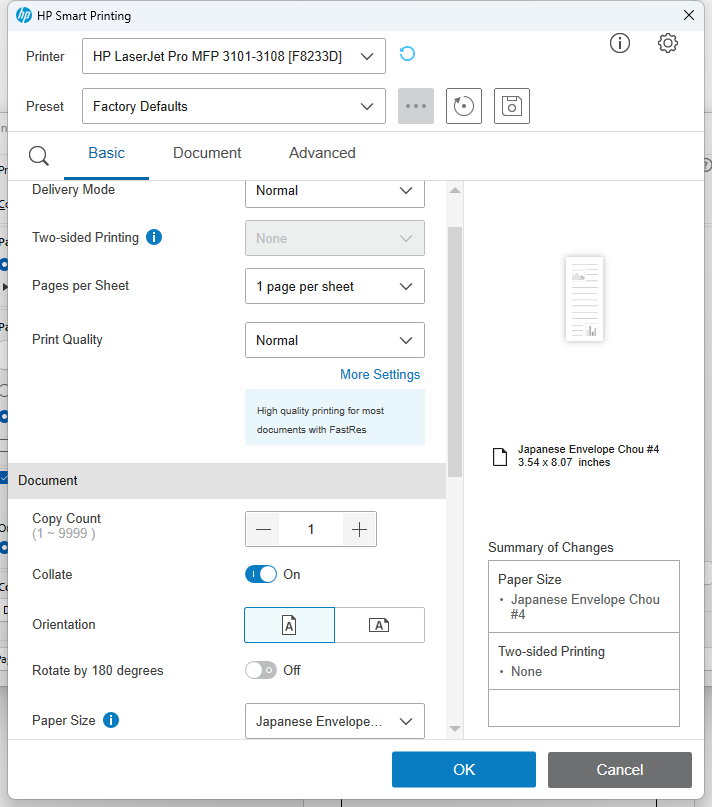 HP Smart Printing
Printer
HP LaserJet Pro MFP 3101-3108 [F8233D]
Preset
Factory Defaults
Basic
Document
Advanced
Delivery Mode
Normal
Two-sided Printing
None
Pages per Sheet
1 page per sheet
Print Quality
Normal
More Settings
High quality printing for most
documents with FastRes
Document
Copy Count
(1 ~ 9999 )
1
Collate
On
Orientation
A
A
Rotate by 180 degrees
Off
Paper Size
Japanese Envelope...
Japanese Envelope Chou #4
3.54 x 8.07 inches
Summary of Changes
Paper Size
• Japanese Envelope Chou
#4
Two-sided Printing
• None
OK
Cancel